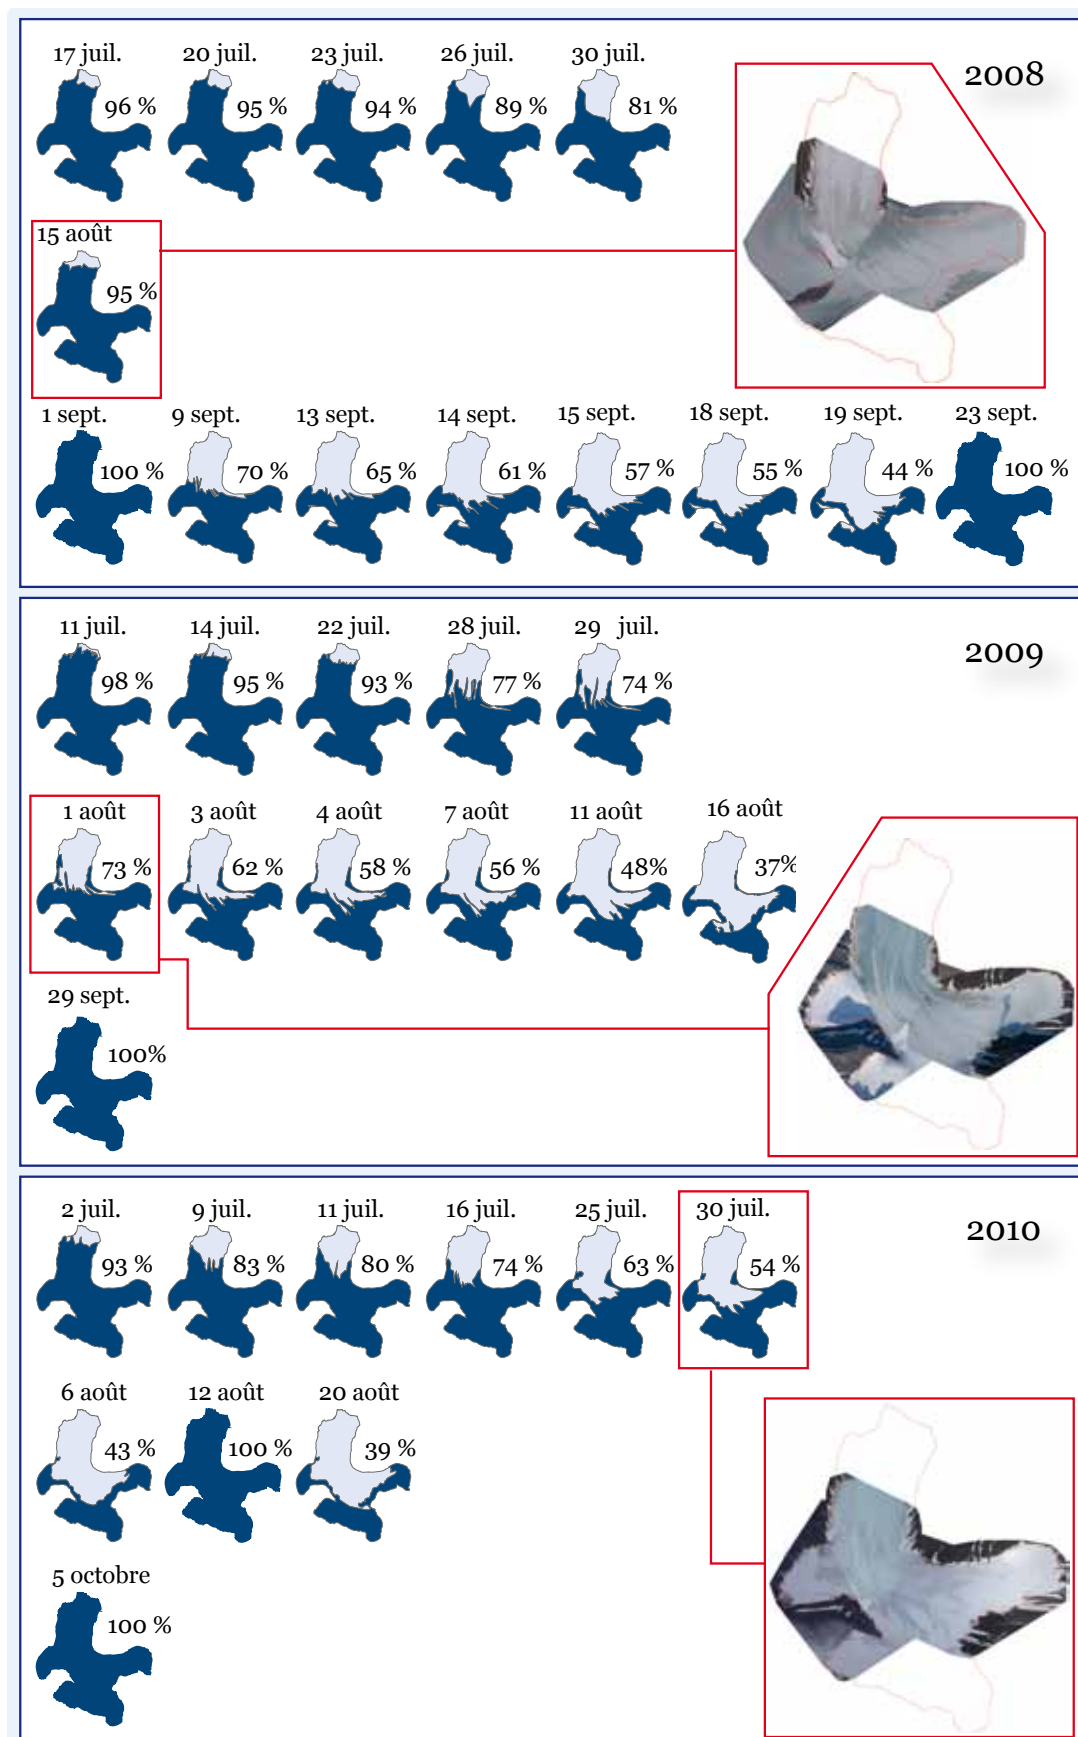 2008
17 juil. 20 juil. 23 juil. 26 juil. 30 juil.
96 % 95 % 94 % 89 % 81 %
15 août
95 %
1 sept. 9 sept. 13 sept. 14 sept. 15 sept. 18 sept. 19 sept. 23 sept.
100 % 70 % 65 % 61 % 57 % 55 % 44 % 100 %
2009
11 juil. 14 juil. 22 juil. 28 juil. 29 juil.
98 % 95 % 93 % 77 % 74 %
1 août 3 août 4 août 7 août 11 août 16 août
73 % 62 % 58 % 56 % 48% 37%
29 sept.
100%
2010
2 juil. 9 juil. 11 juil. 16 juil. 25 juil. 30 juil.
93 % 83 % 80 % 74 % 63 % 54 %
6 août 12 août 20 août
43 % 100 % 39 %
5 octobre
100 %